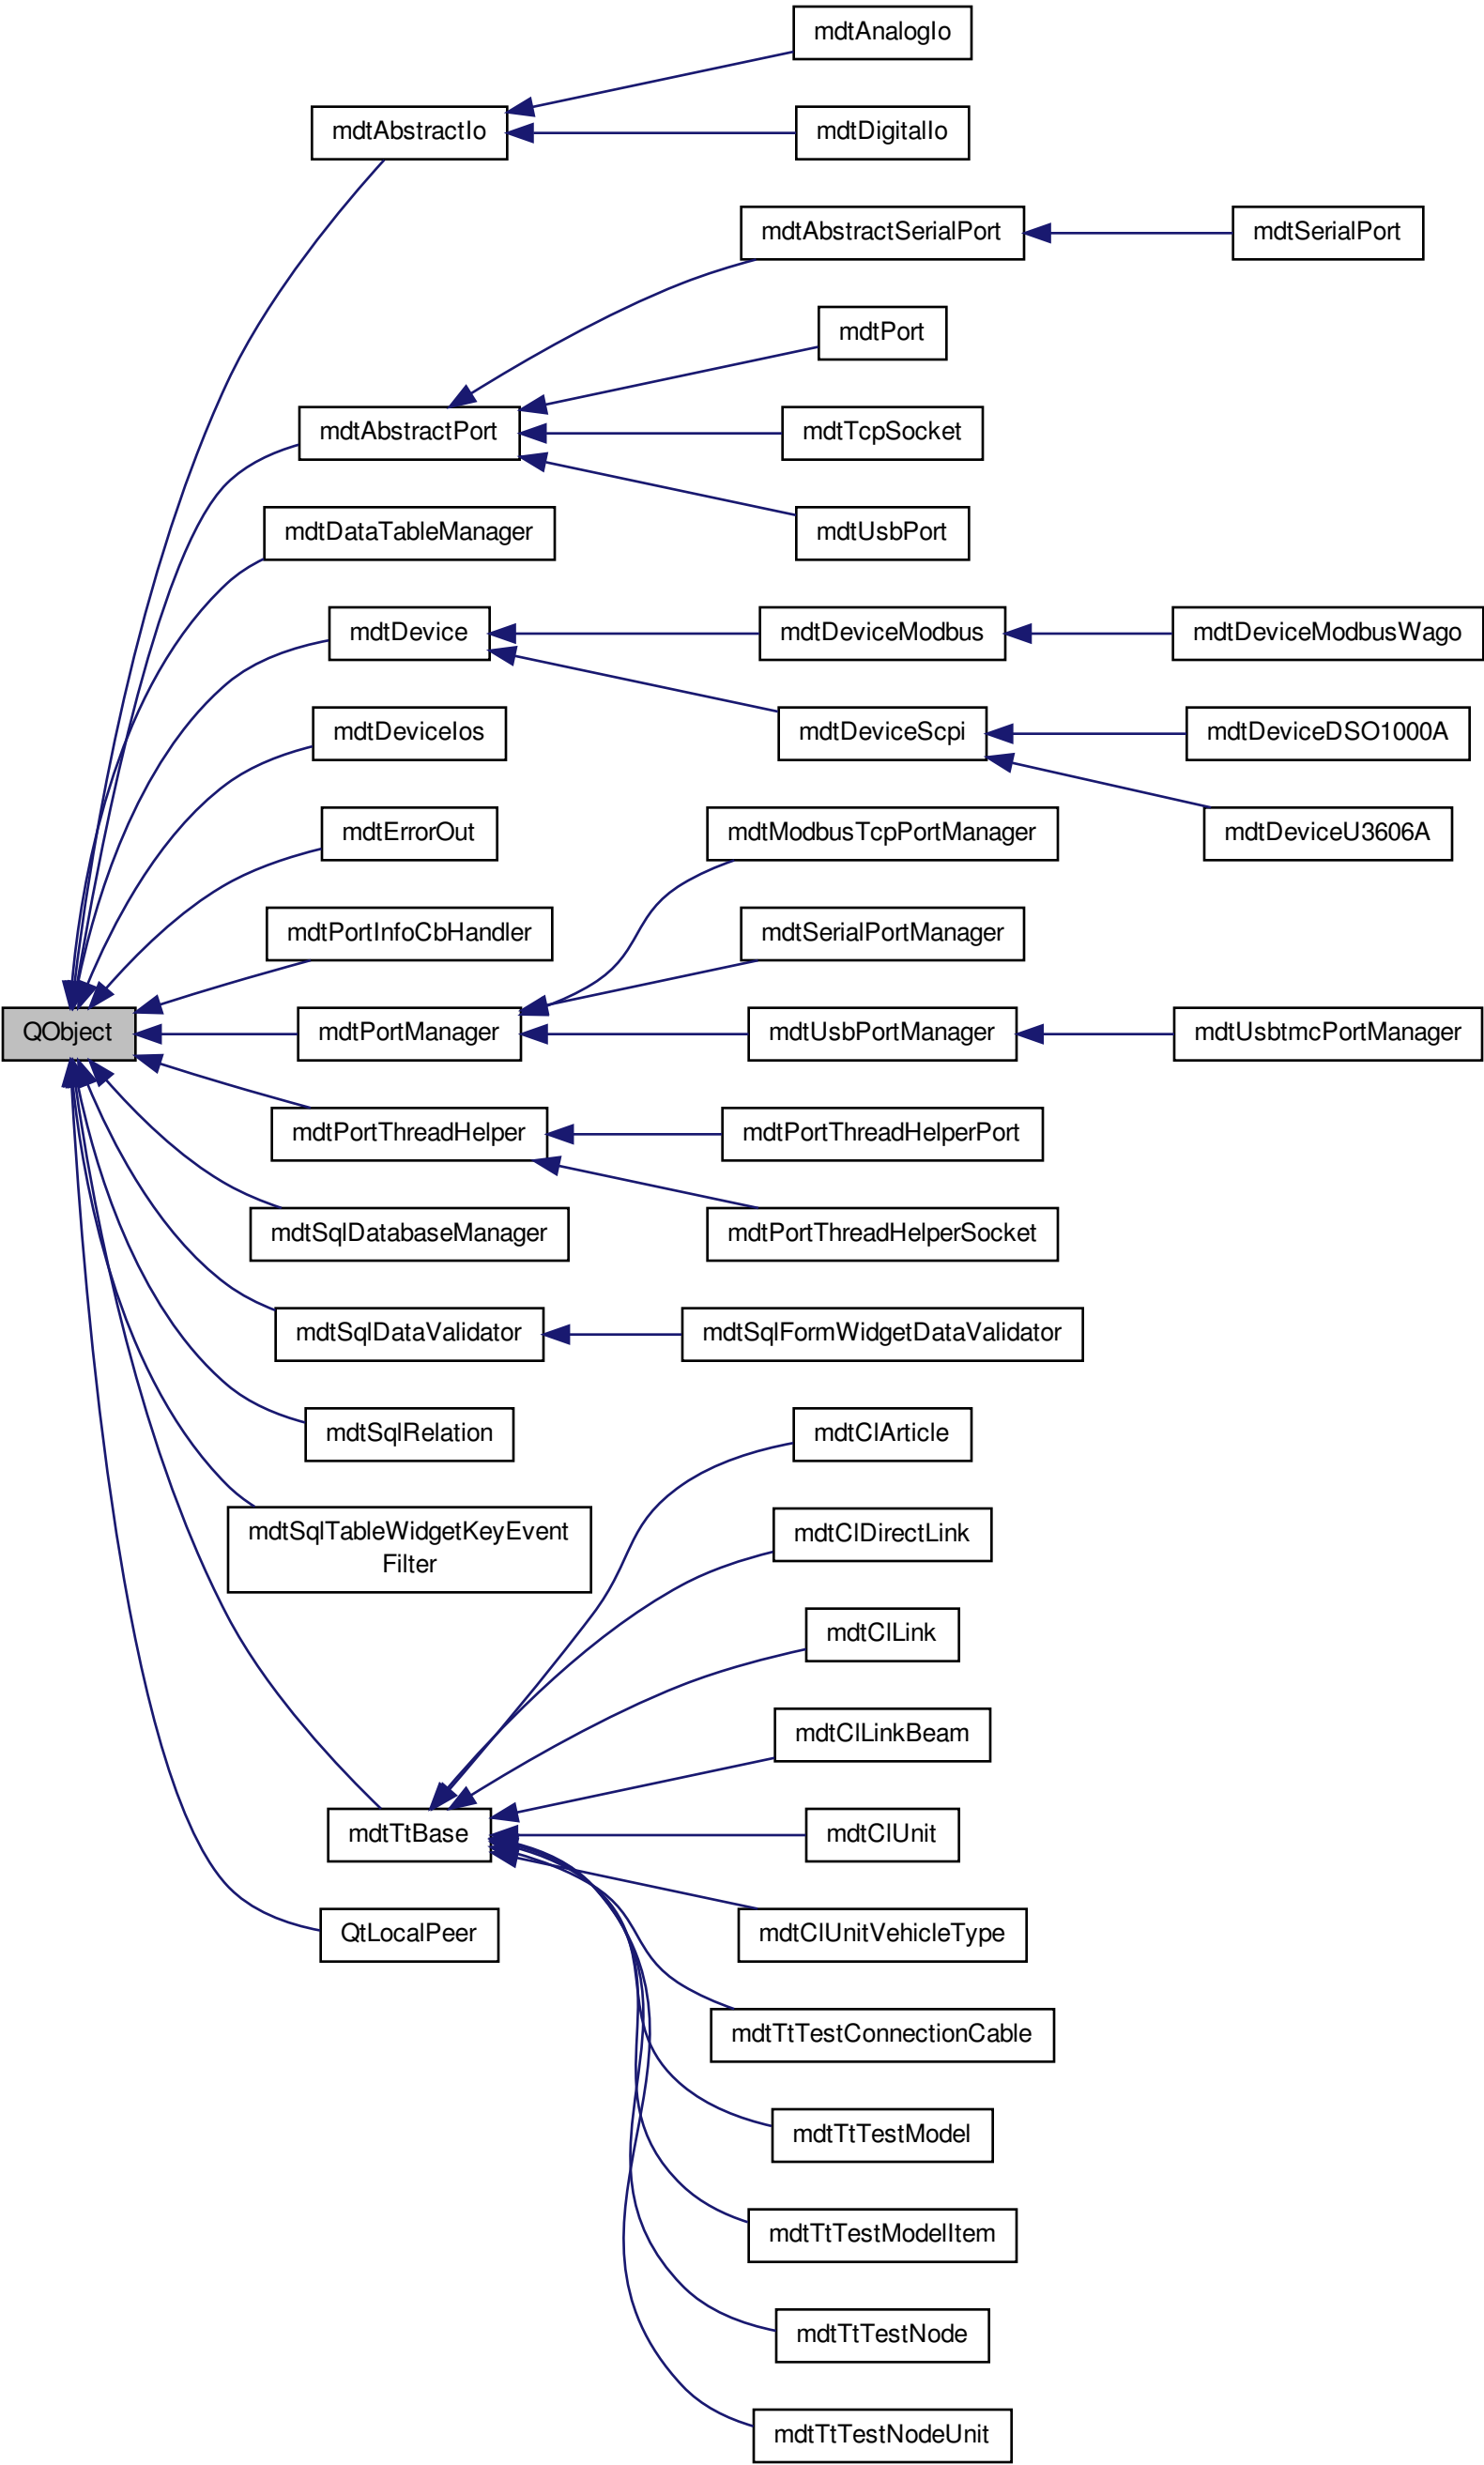 mdtAnalogIo
mdtAbstractIo
mdtDigitalIo
mdtAbstractSerialPort
mdtSerialPort
mdtPort
mdtAbstractPort
mdtTcpSocket
mdtUsbPort
mdtDataTableManager
mdtDevice
mdtDeviceModbus
mdtDeviceModbusWago
mdtDeviceIos
mdtDeviceScpi
mdtDeviceDSO1000A
mdtErrorOut
mdtModbusTcpPortManager
mdtDeviceU3606A
mdtPortInfoCbHandler
mdtSerialPortManager
QObject
mdtPortManager
mdtUsbPortManager
mdtUsbtmcPortManager
mdtPortThreadHelper
mdtPortThreadHelperPort
mdtSqlDatabaseManager
mdtPortThreadHelperSocket
mdtSqlDataValidator
mdtSqlFormWidgetDataValidator
mdtSqlRelation
mdtClArticle
mdtSqlTableWidgetKeyEvent
Filter
mdtClDirectLink
mdtClLink
mdtClLinkBeam
mdtTtBase
mdtClUnit
QtLocalPeer
mdtClUnitVehicleType
mdtTtTestConnectionCable
mdtTtTestModel
mdtTtTestModelItem
mdtTtTestNode
mdtTtTestNodeUnit